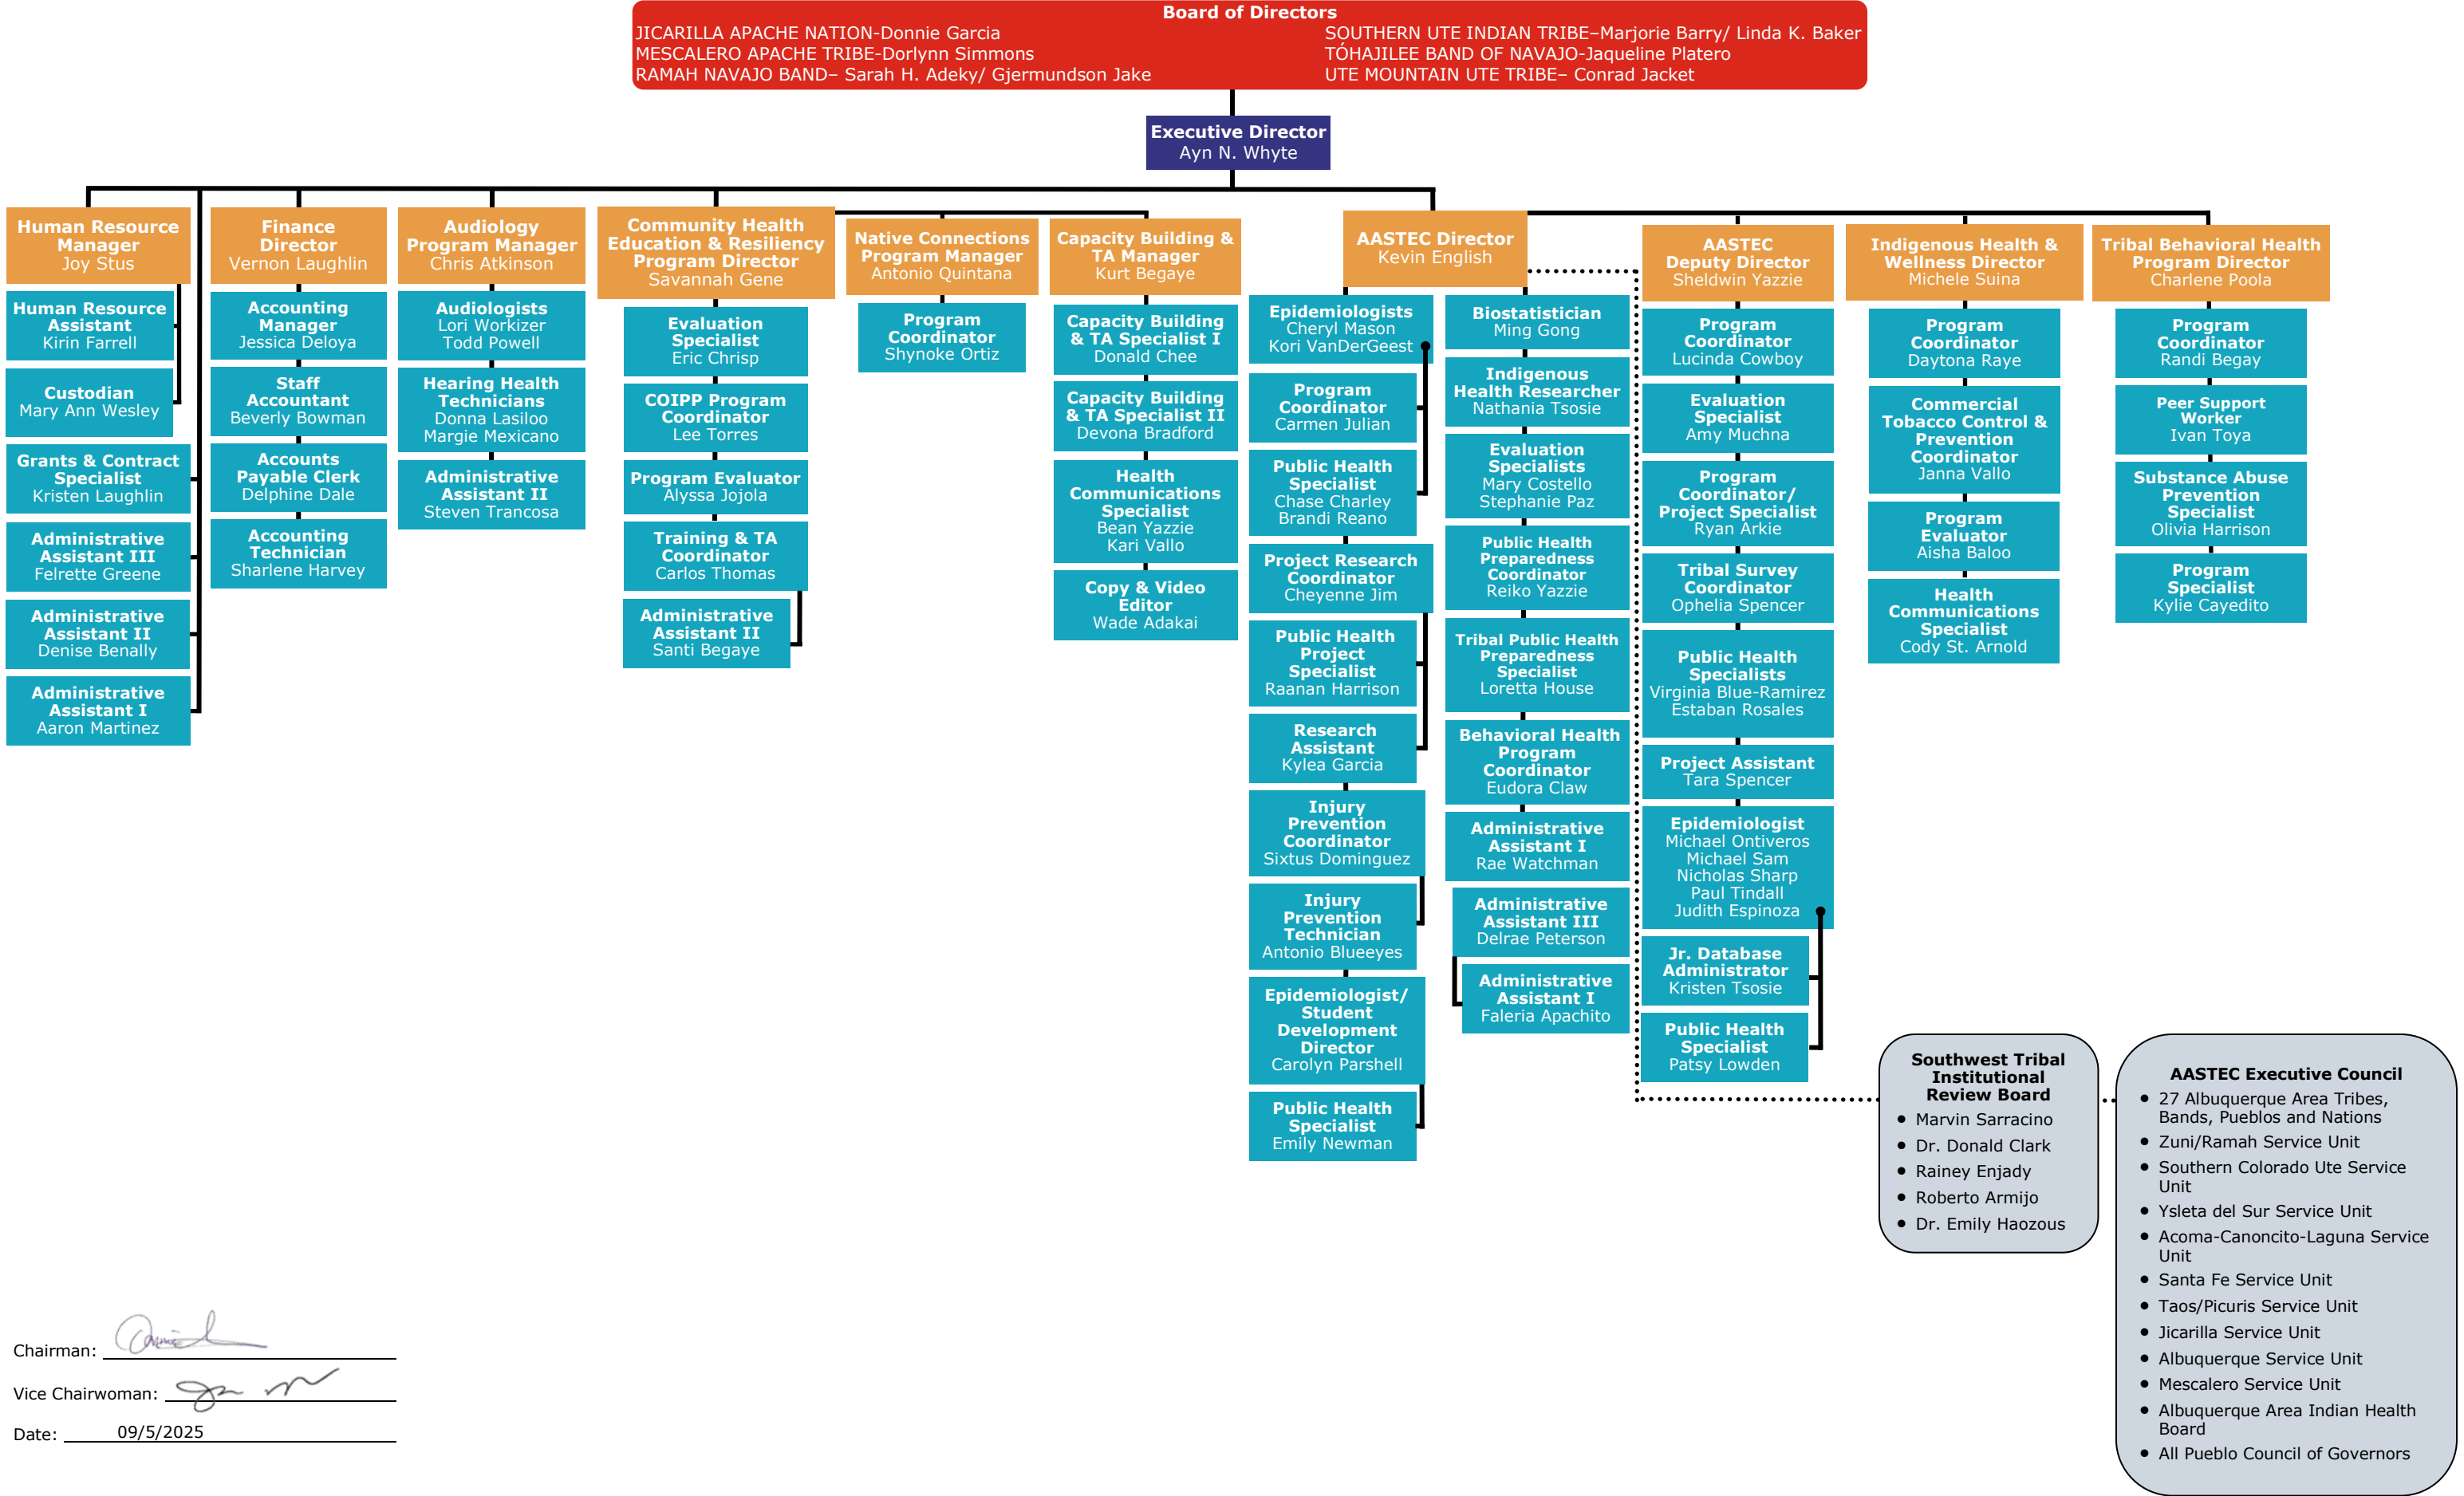 Board of Directors
JICARILLA APACHE NATION-Donnie Garcia
MESCALERO APACHE TRIBE-Dorlynn Simmons
RAMAH NAVAJO BAND– Sarah H. Adeky/ Gjermundson Jake
SOUTHERN UTE INDIAN TRIBE–Marjorie Barry/ Linda K. Baker
TÓHAJILEE BAND OF NAVAJO-Jaqueline Platero
UTE MOUNTAIN UTE TRIBE– Conrad Jacket
Executive Director
Ayn N. Whyte
Human Resource
Manager
Joy Stus
Human Resource
Assistant
Kirin Farrell
Custodian
Mary Ann Wesley
Grants & Contract
Specialist
Kristen Laughlin
Administrative
Assistant III
Felrette Greene
Administrative
Assistant II
Denise Benally
Administrative
Assistant I
Aaron Martinez
Finance
Director
Vernon Laughlin
Accounting
Manager
Jessica Deloya
Staff
Accountant
Beverly Bowman
Accounts
Payable Clerk
Delphine Dale
Accounting
Technician
Sharlene Harvey
Audiology
Program Manager
Chris Atkinson
Audiologists
Lori Workizer
Todd Powell
Hearing Health
Technicians
Donna Lasiloo
Margie Mexicano
Administrative
Assistant II
Steven Trancosa
Community Health
Education & Resiliency
Program Director
Savannah Gene
Evaluation
Specialist
Eric Chrisp
COIPP Program
Coordinator
Lee Torres
Program Evaluator
Alyssa Jojola
Training & TA
Coordinator
Carlos Thomas
Administrative
Assistant II
Santi Begaye
Native Connections
Program Manager
Antonio Quintana
Program
Coordinator
Shynoke Ortiz
Capacity Building &
TA Manager
Kurt Begaye
Capacity Building
& TA Specialist I
Donald Chee
Capacity Building
& TA Specialist II
Devona Bradford
Health
Communications
Specialist
Bean Yazzie
Kari Vallo
Copy & Video
Editor
Wade Adakai
AASTEC Director
Kevin English
Epidemiologists
Cheryl Mason
Kori VanDerGeest
Program
Coordinator
Carmen Julian
Public Health
Specialist
Chase Charley
Brandi Reano
Project Research
Coordinator
Cheyenne Jim
Public Health
Project
Specialist
Raanan Harrison
Research
Assistant
Kylea Garcia
Injury
Prevention
Coordinator
Sixtus Dominguez
Injury
Prevention
Technician
Antonio Blueeyes
Epidemiologist/
Student
Development
Director
Carolyn Parshell
Public Health
Specialist
Emily Newman
Biostatistician
Ming Gong
Indigenous
Health Researcher
Nathania Tsosie
Evaluation
Specialists
Mary Costello
Stephanie Paz
Public Health
Preparedness
Coordinator
Reiko Yazzie
Tribal Public Health
Preparedness
Specialist
Loretta House
Behavioral Health
Program
Coordinator
Eudora Claw
Administrative
Assistant I
Rae Watchman
Administrative
Assistant III
Delrae Peterson
Administrative
Assistant I
Faleria Apachito
AASTEC
Deputy Director
Sheldwin Yazzie
Program
Coordinator
Lucinda Cowboy
Evaluation
Specialist
Amy Muchna
Program
Coordinator/
Project Specialist
Ryan Arkie
Tribal Survey
Coordinator
Ophelia Spencer
Public Health
Specialists
Virginia Blue-Ramirez
Estaban Rosales
Project Assistant
Tara Spencer
Epidemiologist
Michael Ontiveros
Michael Sam
Nicholas Sharp
Paul Tindall
Judith Espinoza
Jr. Database
Administrator
Kristen Tsosie
Public Health
Specialist
Patsy Lowden
Indigenous Health &
Wellness Director
Michele Suina
Program
Coordinator
Daytona Raye
Commercial
Tobacco Control &
Prevention
Coordinator
Janna Vallo
Program
Evaluator
Aisha Baloo
Health
Communications
Specialist
Cody St. Arnold
Tribal Behavioral Health
Program Director
Charlene Poola
Program
Coordinator
Randi Begay
Peer Support
Worker
Ivan Toya
Substance Abuse
Prevention
Specialist
Olivia Harrison
Program
Specialist
Kylie Cayedito
Southwest Tribal
Institutional
Review Board
• Marvin Sarracino
• Dr. Donald Clark
• Rainey Enjady
• Roberto Armijo
• Dr. Emily Haozous
AASTEC Executive Council
• 27 Albuquerque Area Tribes,
Bands, Pueblos and Nations
• Zuni/Ramah Service Unit
• Southern Colorado Ute Service
Unit
• Ysleta del Sur Service Unit
• Acoma-Canoncito-Laguna Service
Unit
• Santa Fe Service Unit
• Taos/Picuris Service Unit
• Jicarilla Service Unit
• Albuquerque Service Unit
• Mescalero Service Unit
• Albuquerque Area Indian Health
Board
• All Pueblo Council of Governors
Chairman:
Vice Chairwoman:
Date: 09/5/2025